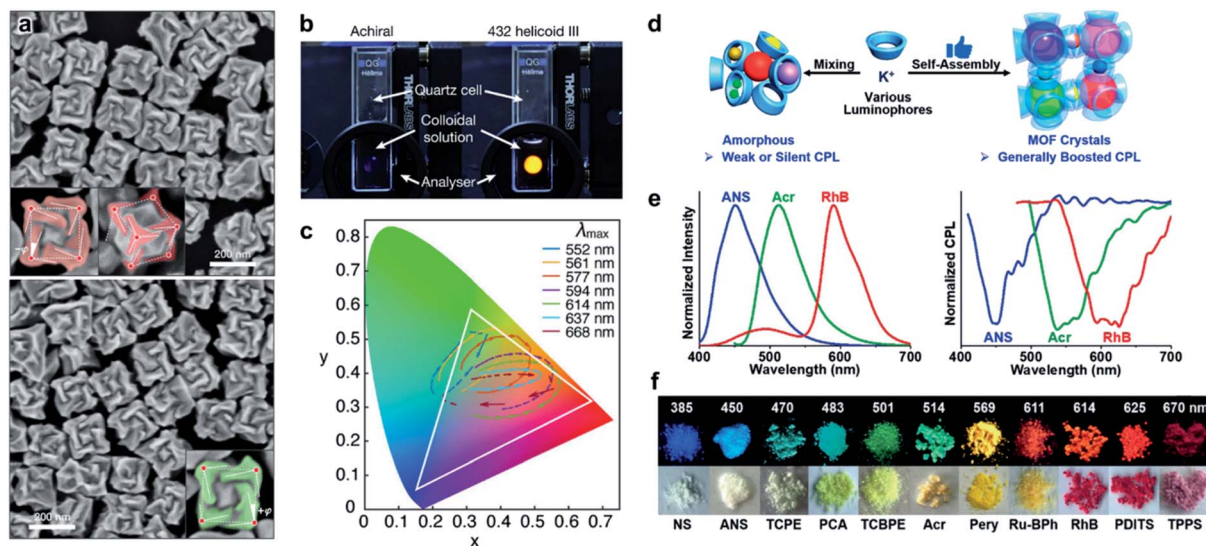 a
−φ
200 nm
200 nm
+φ
b
Achiral
432 helicoid III
QG
Hellma
QG
Hellma
THORLABS
THORLABS
Quartz cell
Colloidal
solution
Analyser
c
λmax
552 nm
561 nm
577 nm
594 nm
614 nm
637 nm
668 nm
y
0.8
0.7
0.6
0.5
0.4
0.3
0.2
0.1
0
0 0.1 0.2 0.3 0.4 0.5 0.6 0.7
x
d
Mixing
K+
Self-Assembly
Various
Luminophores
Amorphous
➢ Weak or Silent CPL
MOF Crystals
➢ Generally Boosted CPL
e
Normalized Intensity
ANS
Acr
RhB
400 500 600 700
Wavelength (nm)
Normalized CPL
ANS
Acr
RhB
400 500 600 700
Wavelength (nm)
f
385 450 470 483 501 514 569 611 614 625 670 nm
NS ANS TCPE PCA TCBPE Acr Pery Ru-BPh RhB PDITS TPPS